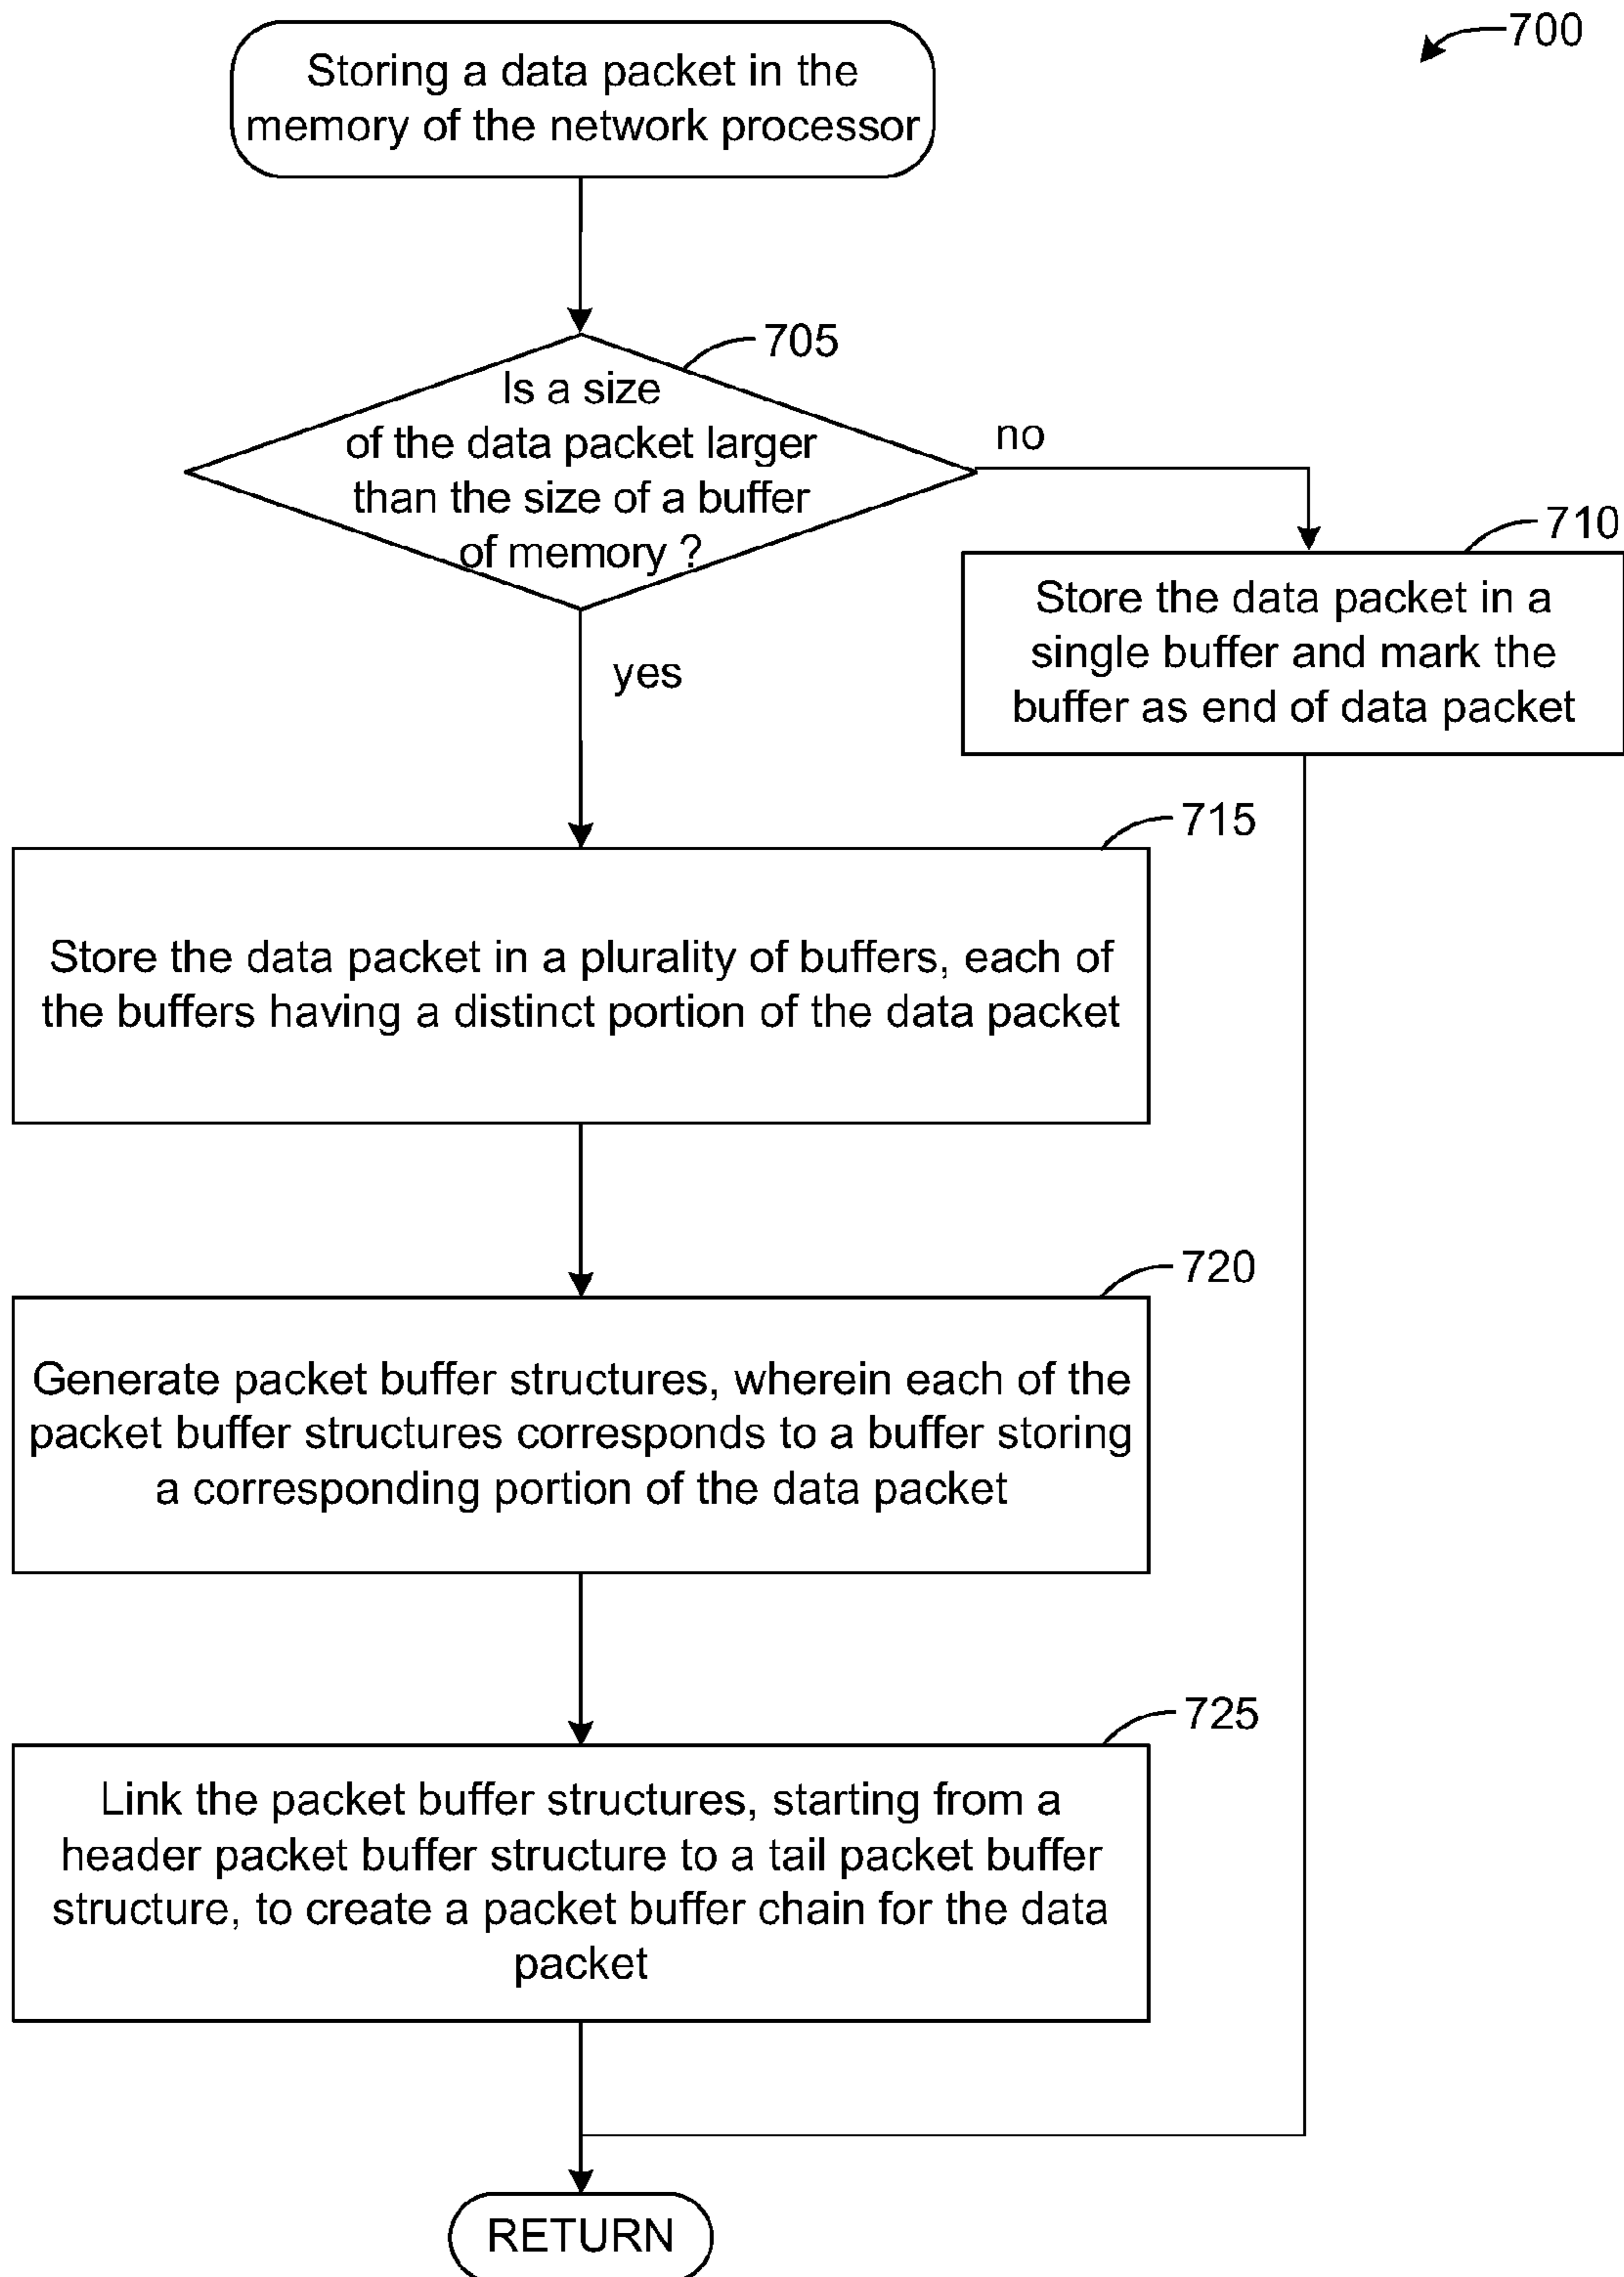 700
Storing a data packet in the
memory of the network processor
705
Is a size
of the data packet larger
than the size of a buffer
of memory ?
no
710
Store the data packet in a
single buffer and mark the
buffer as end of data packet
yes
715
Store the data packet in a plurality of buffers, each of
the buffers having a distinct portion of the data packet
720
Generate packet buffer structures, wherein each of the
packet buffer structures corresponds to a buffer storing
a corresponding portion of the data packet
725
Link the packet buffer structures, starting from a
header packet buffer structure to a tail packet buffer
structure, to create a packet buffer chain for the data
packet
RETURN